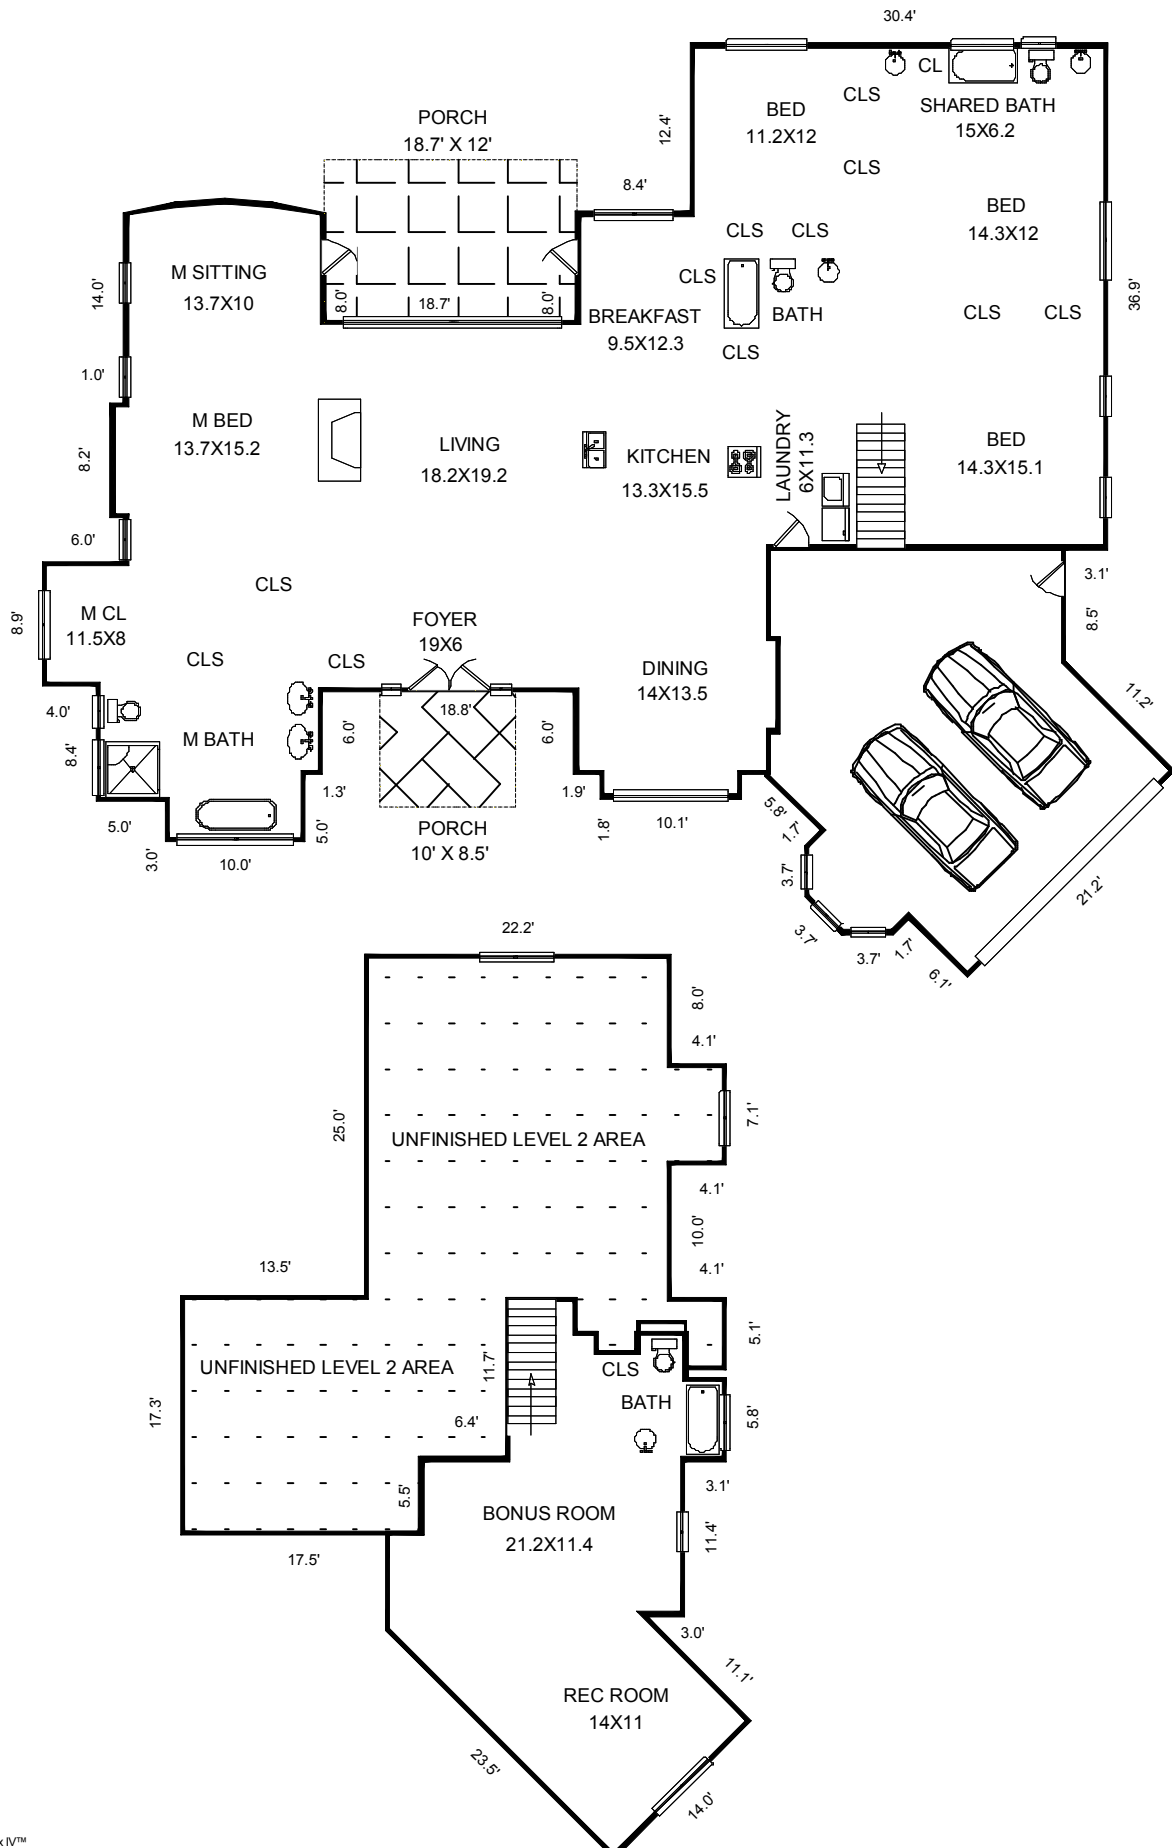 30.4'
PORCH
18.7' X 12'
12.4'
8.4'
BED
11.2X12
CLS
CL
SHARED BATH
15X6.2
CLS
BED
14.3X12
CLS
CLS
CLS
BATH
CLS
CLS
CLS
36.9'
M SITTING
13.7X10
14.0'
8.0'
18.7'
8.0'
BREAKFAST
9.5X12.3
1.0'
M BED
13.7X15.2
8.2'
LIVING
18.2X19.2
KITCHEN
13.3X15.5
LAUNDRY
6X11.3
BED
14.3X15.1
6.0'
CLS
M CL
11.5X8
8.9'
CLS
CLS
FOYER
19X6
DINING
14X13.5
3.1'
8.5'
11.2'
4.0'
M BATH
8.4'
6.0'
18.8'
6.0'
1.3'
5.0'
5.0'
3.0'
10.0'
PORCH
10' X 8.5'
1.9'
1.8'
10.1'
5.8'
1.7'
3.7'
3.7'
3.7'
1.7'
6.1'
21.2'
22.2'
8.0'
4.1'
25.0'
UNFINISHED LEVEL 2 AREA
7.1'
4.1'
10.0'
4.1'
13.5'
5.1'
UNFINISHED LEVEL 2 AREA
11.7'
CLS
BATH
17.3'
6.4'
5.8'
5.5'
3.1'
BONUS ROOM
21.2X11.4
11.4'
17.5'
3.0'
11.1'
REC ROOM
14X11
23.5'
14.0'
x IV™